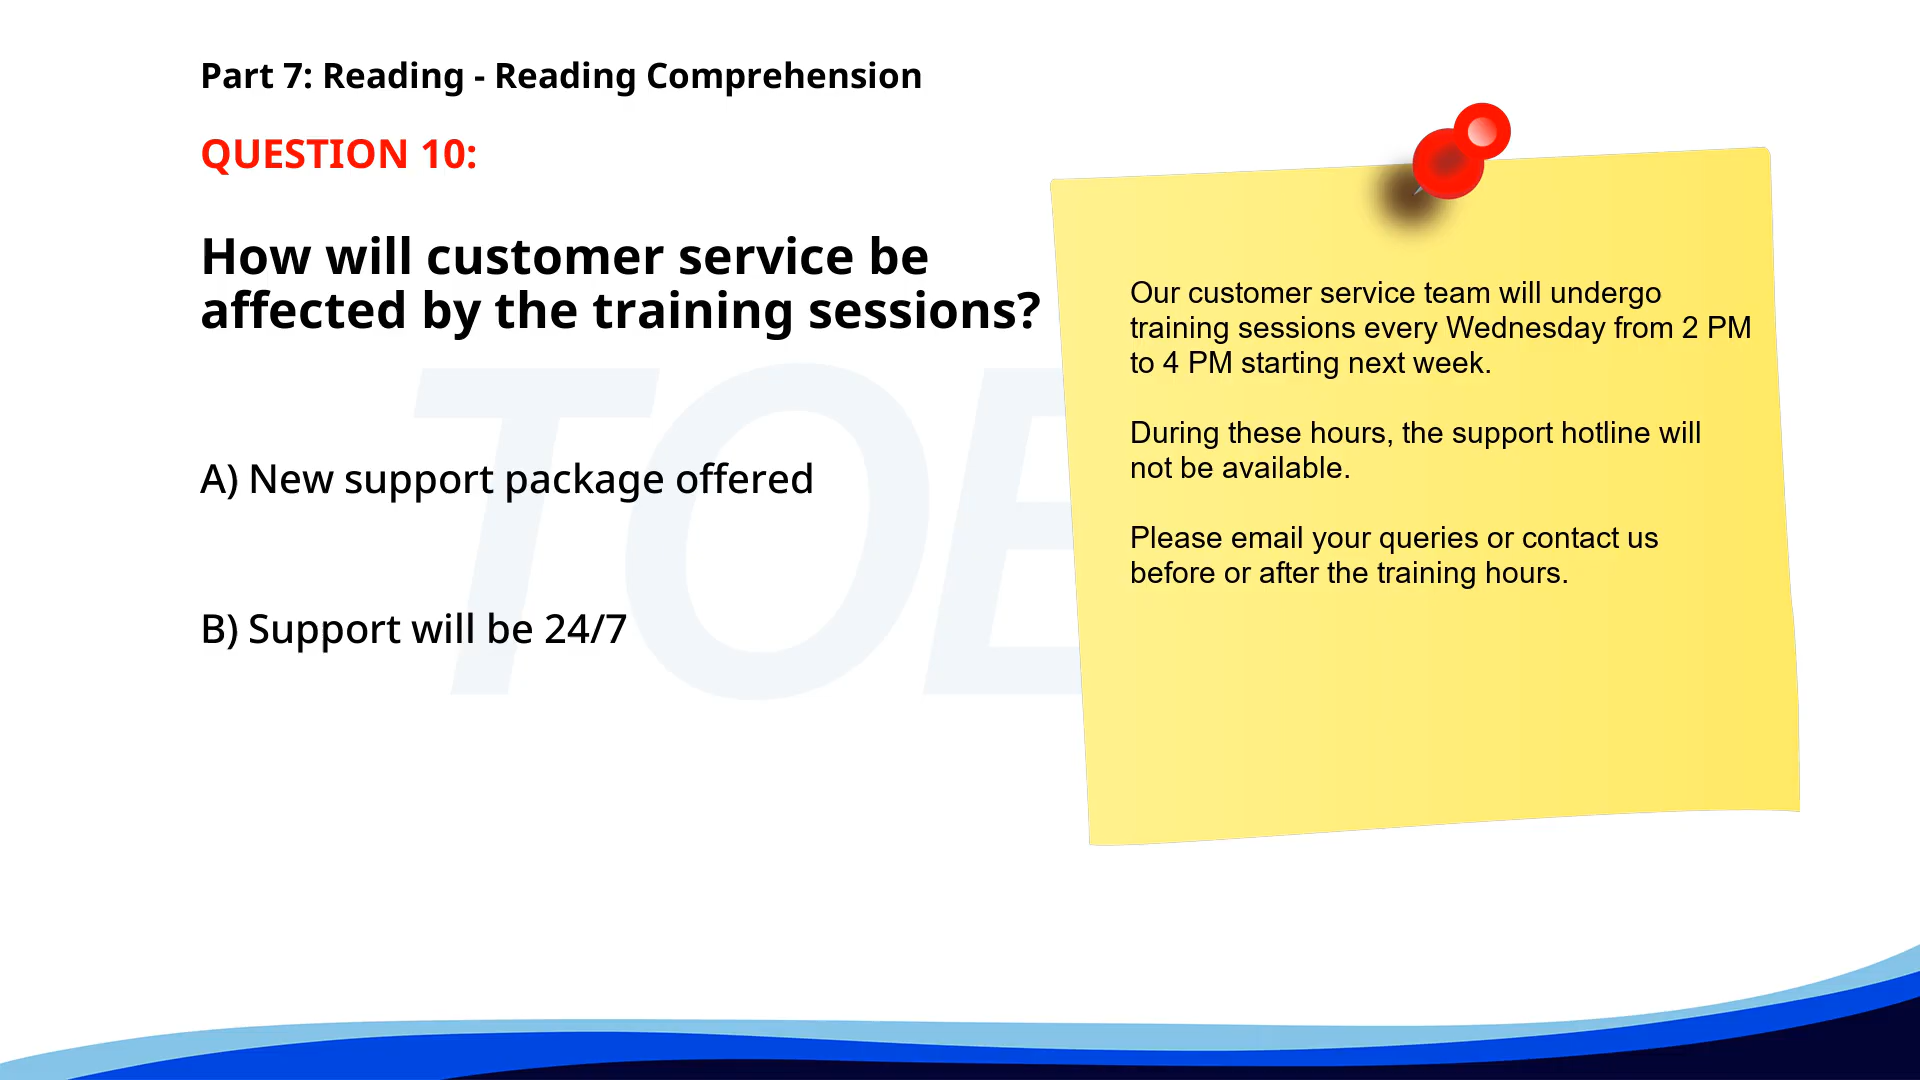 Part 7: Reading - Reading Comprehension
QUESTION 10:
How will customer service be
affected by the training sessions?
A) New support package offered
B) Support will be 24/7
Our customer service team will undergo
training sessions every Wednesday from 2 PM
to 4 PM starting next week.
During these hours, the support hotline will
not be available.
Please email your queries or contact us
before or after the training hours.